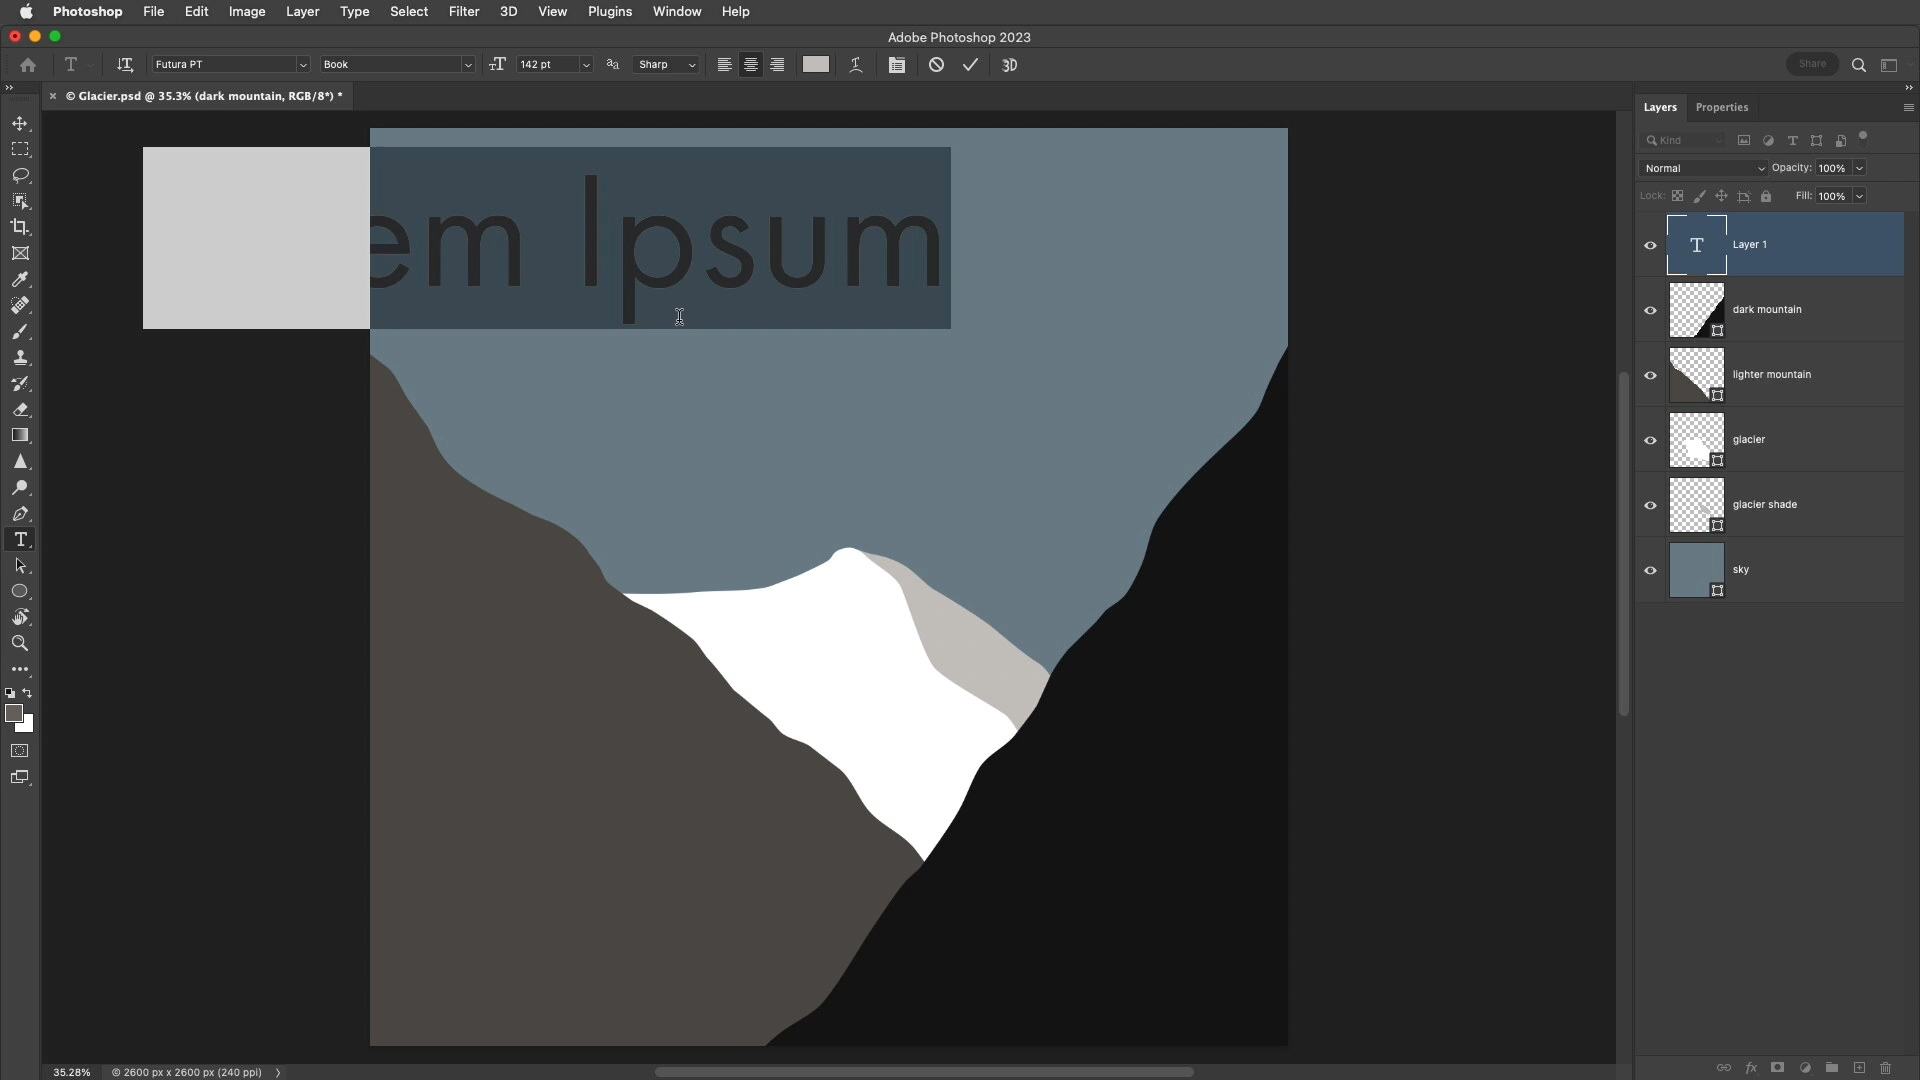 Photoshop File Edit Image Layer Type Select Filter 3D View Plugins Window Help
Adobe Photoshop 2023
Futura PT Book 142 pt Sharp 3D Share
× © Glacier.psd @ 35.3% (dark mountain, RGB/8*) *
Layers Properties
Kind
Normal Opacity: 100%
Lock: Fill: 100%
em Ipsum
T Layer 1
dark mountain
lighter mountain
glacier
glacier shade
sky
35.28% © 2600 px x 2600 px (240 ppi)